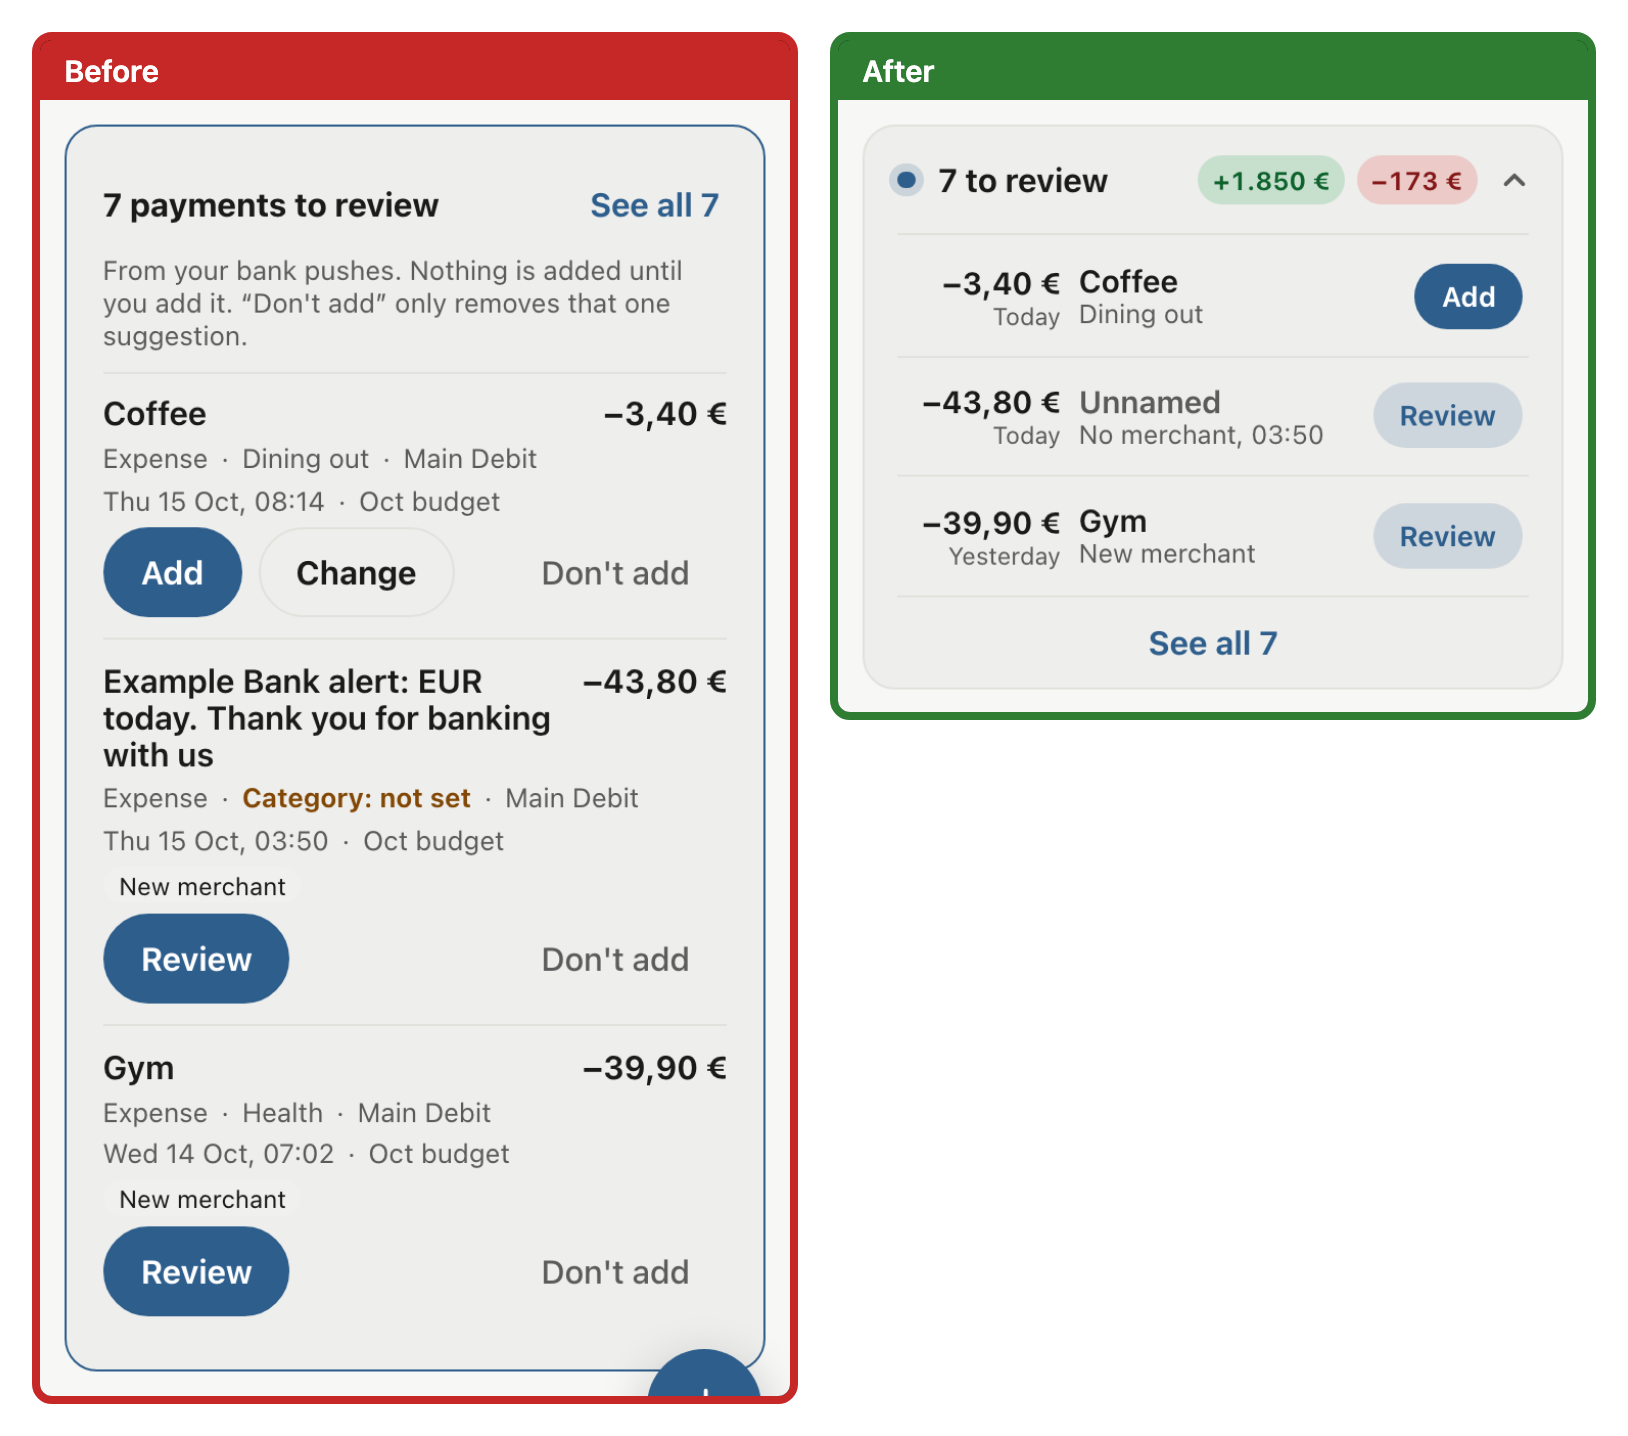 Before
7 payments to review See all 7
From your bank pushes. Nothing is added until
you add it. “Don't add” only removes that one
suggestion.
Coffee −3,40 €
Expense · Dining out · Main Debit
Thu 15 Oct, 08:14 · Oct budget
Add Change Don't add
Example Bank alert: EUR −43,80 €
today. Thank you for banking
with us
Expense · Category: not set · Main Debit
Thu 15 Oct, 03:50 · Oct budget
New merchant
Review Don't add
Gym −39,90 €
Expense · Health · Main Debit
Wed 14 Oct, 07:02 · Oct budget
New merchant
Review Don't add
After
7 to review +1.850 € −173 €
−3,40 € Coffee Add
Today Dining out
−43,80 € Unnamed Review
Today No merchant, 03:50
−39,90 € Gym Review
Yesterday New merchant
See all 7